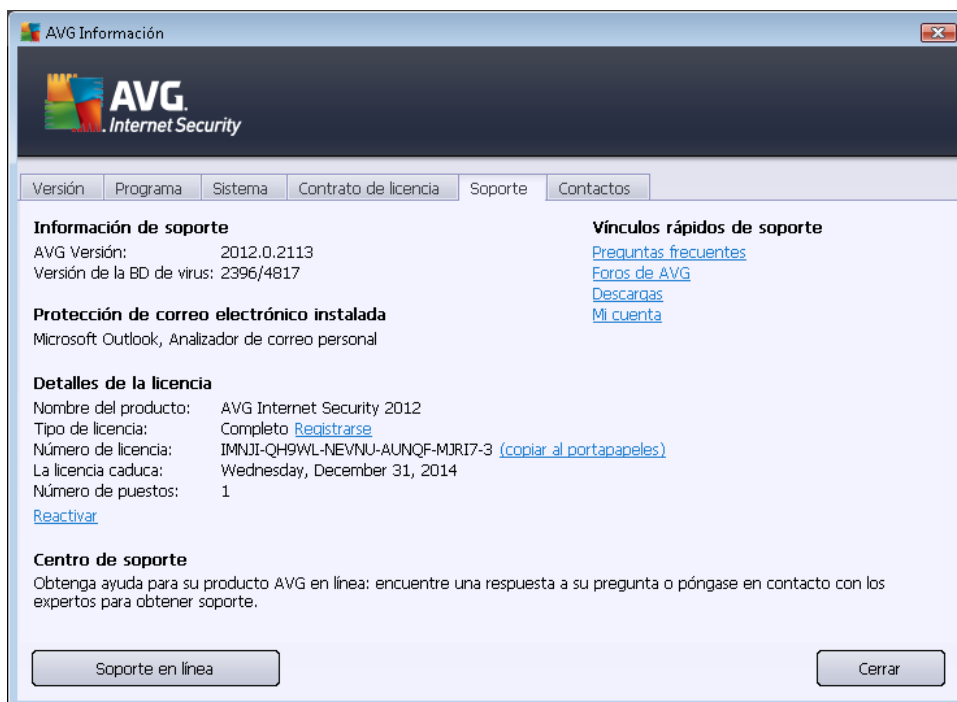 AVG Información
AVG.
Internet Security
Versión Programa Sistema Contrato de licencia Soporte Contactos
Información de soporte
AVG Versión: 2012.0.2113
Versión de la BD de virus: 2396/4817
Protección de correo electrónico instalada
Microsoft Outlook, Analizador de correo personal
Detalles de la licencia
Nombre del producto: AVG Internet Security 2012
Tipo de licencia: Completo Registrarse
Número de licencia: IMNJI-QH9WL-NEVNU-AUNQF-MJRI7-3 (copiar al portapapeles)
La licencia caduca: Wednesday, December 31, 2014
Número de puestos: 1
Reactivar
Vínculos rápidos de soporte
Preguntas frecuentes
Foros de AVG
Descargas
Mi cuenta
Centro de soporte
Obtenga ayuda para su producto AVG en línea: encuentre una respuesta a su pregunta o póngase en contacto con los
expertos para obtener soporte.
Soporte en línea
Cerrar